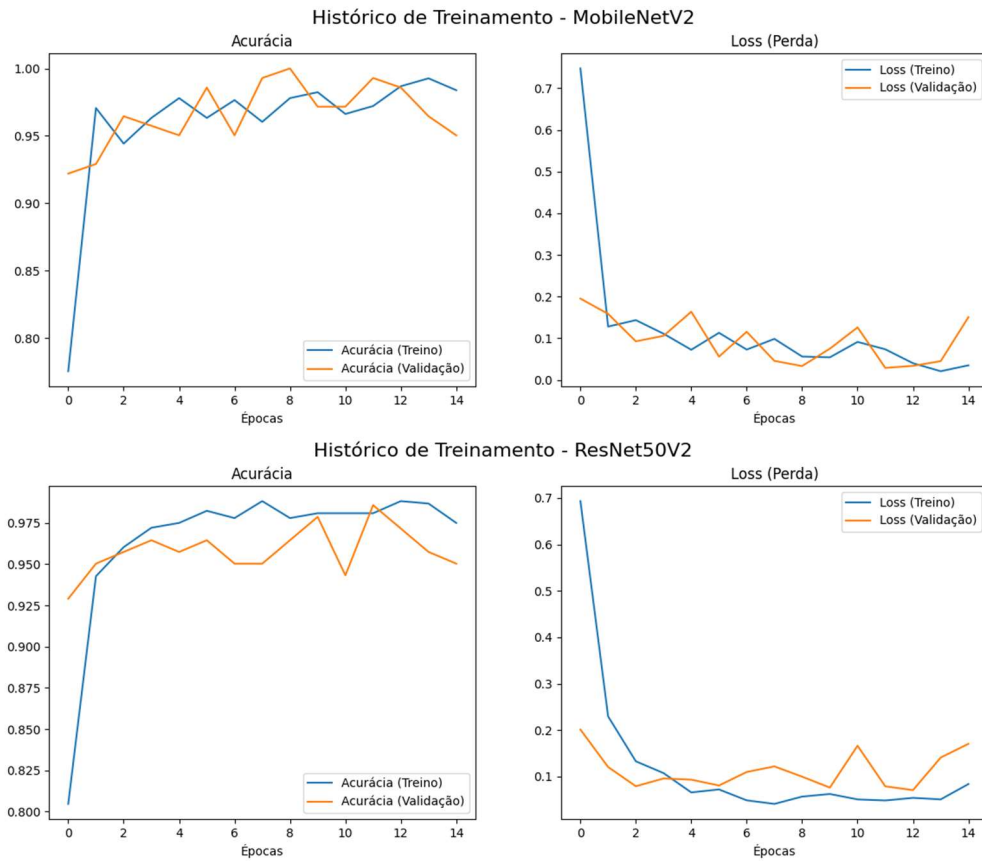 Histórico de Treinamento - MobileNetV2
Acurácia
1.00
0.95
0.90
0.85
0.80
0 2 4 6 8 10 12 14
Épocas
Acurácia (Treino)
Acurácia (Validação)
Loss (Perda)
0.7
0.6
0.5
0.4
0.3
0.2
0.1
0.0
0 2 4 6 8 10 12 14
Épocas
Loss (Treino)
Loss (Validação)
Histórico de Treinamento - ResNet50V2
Acurácia
0.975
0.950
0.925
0.900
0.875
0.850
0.825
0.800
0 2 4 6 8 10 12 14
Épocas
Acurácia (Treino)
Acurácia (Validação)
Loss (Perda)
0.7
0.6
0.5
0.4
0.3
0.2
0.1
0 2 4 6 8 10 12 14
Épocas
Loss (Treino)
Loss (Validação)